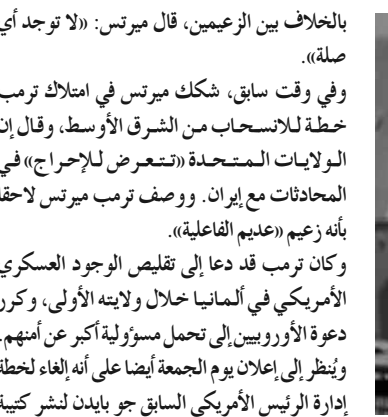 بالخلاف بين الزعيمين، قال ميرتس: «لا توجد أي
صلة».
وفي وقت سابق، شكك ميرتس في امتلاك ترمب
خطة للانسحاب من الشرق الأوسط، وقال إن
الولايات المتحدة «تتعرض للإحراج» في
المحادثات مع إيران. ووصف ترمب ميرتس لاحقا
بأنه زعيم «عديم الفاعلية».
وكان ترمب قد دعا إلى تقليص الوجود العسكري
الأمريكي في ألمانيا خلال ولايته الأولى، وكرر
دعوة الأوروبيين إلى تحمل مسؤولية أكبر عن أمنهم.
ويُنظر إلى إعلان يوم الجمعة أيضا على أنه إلغاء لخطة
إدارة الرئيس الأمريكي السابق جو بايدن لنشر كتيبة